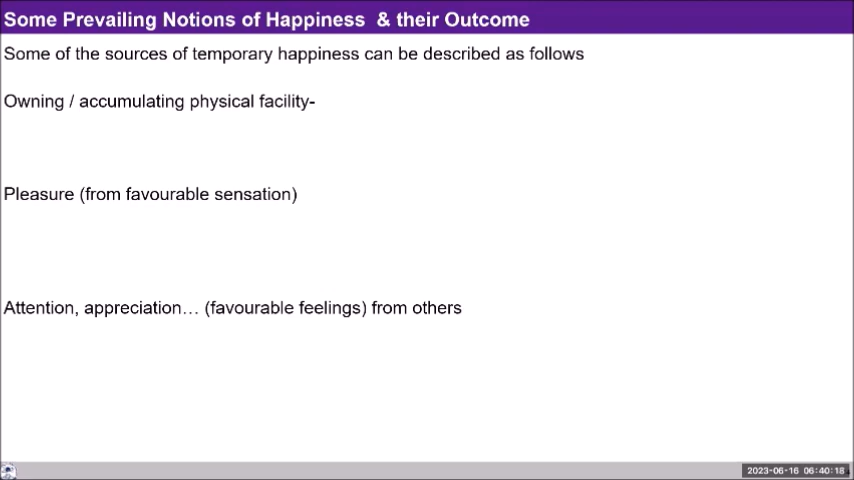 Some Prevailing Notions of Happiness & their Outcome
Some of the sources of temporary happiness can be described as follows
Owning / accumulating physical facility-
Pleasure (from favourable sensation)
Attention, appreciation… (favourable feelings) from others
2023-06-16 06:40:18